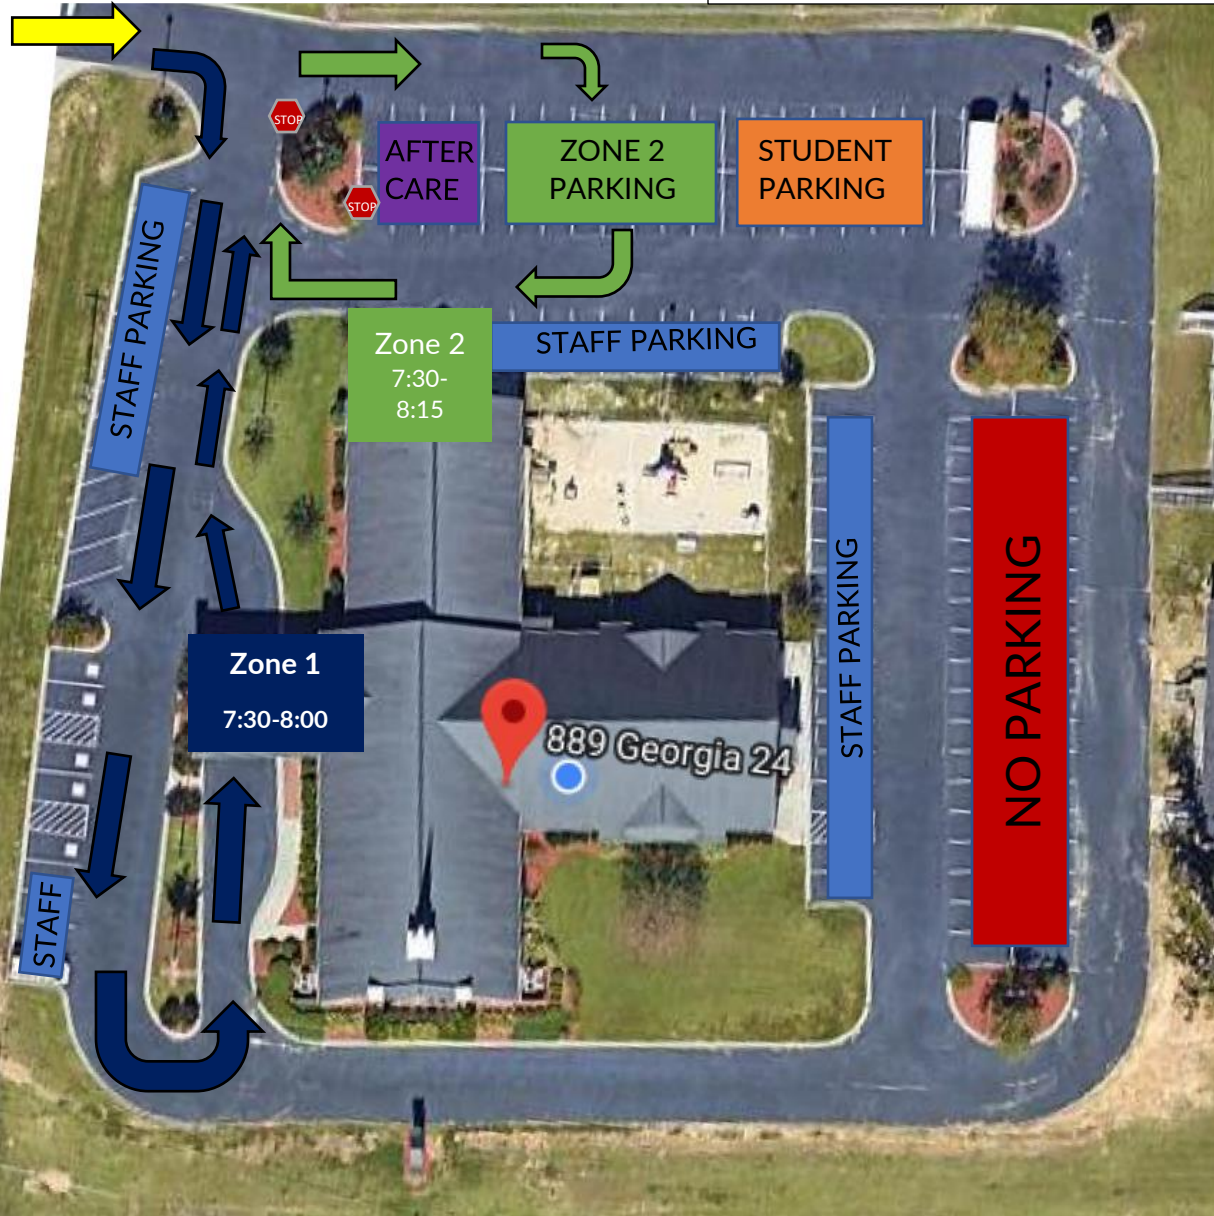 STOP
AFTER
CARE
ZONE 2
PARKING
STUDENT
PARKING
STOP
STAFF PARKING
Zone 2
7:30-
8:15
STAFF PARKING
Zone 1
7:30-8:00
889 Georgia 24
STAFF PARKING
NO PARKING
STAFF